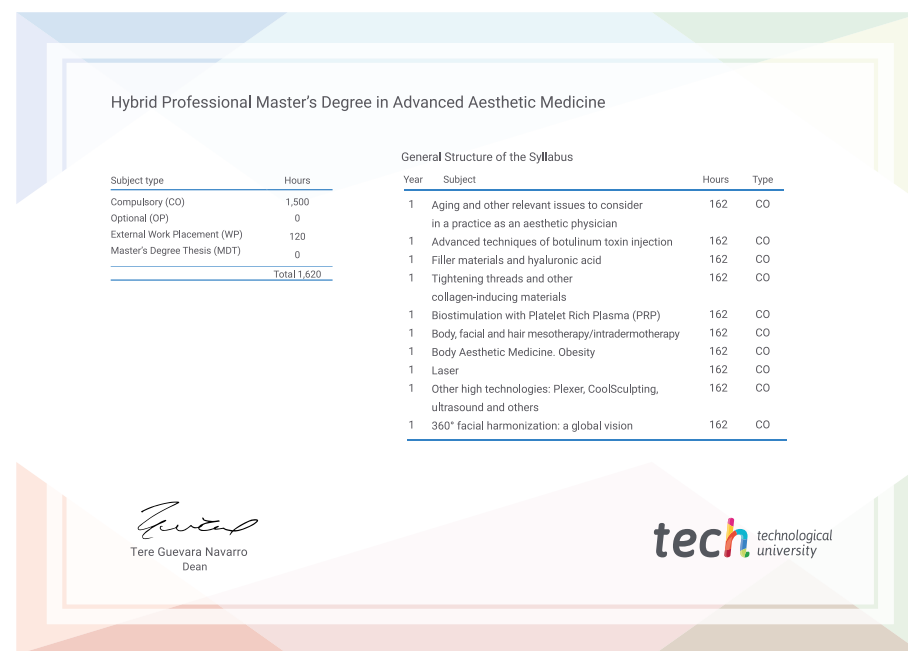 Hybrid Professional Master's Degree in Advanced Aesthetic Medicine
Subject type Hours
Compulsory (CO) 1,500
Optional (OP) 0
External Work Placement (WP) 120
Master's Degree Thesis (MDT) 0
Total 1,620
General Structure of the Syllabus
Year Subject Hours Type
1 Aging and other relevant issues to consider 162 CO
in a practice as an aesthetic physician
1 Advanced techniques of botulinum toxin injection 162 CO
1 Filler materials and hyaluronic acid 162 CO
1 Tightening threads and other 162 CO
collagen-inducing materials
1 Biostimulation with Platelet Rich Plasma (PRP) 162 CO
1 Body, facial and hair mesotherapy/intradermotherapy 162 CO
1 Body Aesthetic Medicine. Obesity 162 CO
1 Laser 162 CO
1 Other high technologies: Plexer, CoolSculpting, 162 CO
ultrasound and others
1 360° facial harmonization: a global vision 162 CO
Tere Guevara Navarro
Dean
tech technological
university